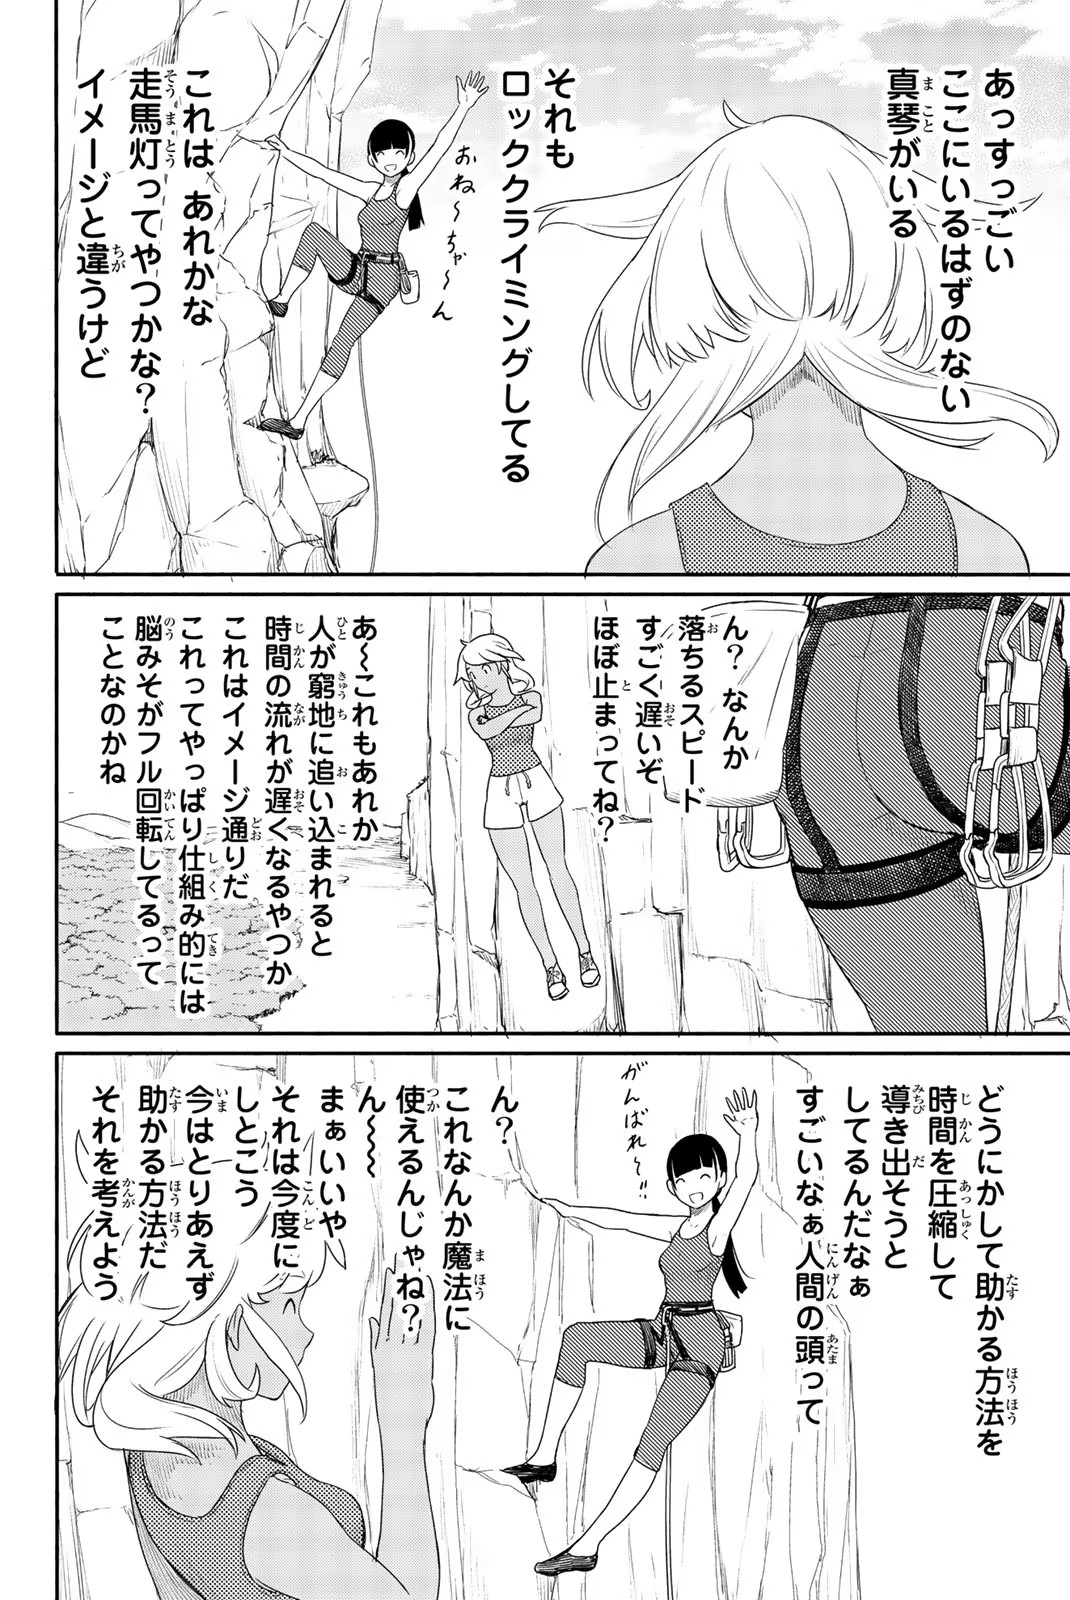 あっすっごい
ここにいるはずのない
真琴がいる
それも
ロッククライミングしてる
おね〜ちゃ〜ん
これは あれかな
走馬灯ってやつかな？
イメージと違うけど
ん？ なんか
落ちるスピード
すごく遅いぞ
ほぼ止まってね？
あ〜これもあれか
人が窮地に追い込まれると
時間の流れが遅くなるやつか
これはイメージ通りだ
これってやっぱり仕組み的には
脳みそがフル回転してるって
ことなのかね
どうにかして助かる方法を
時間を圧縮して
導き出そうと
してるんだなぁ
すごいなぁ人間の頭って
がんばれ〜!!
ん？
これなんか魔法に
使えるんじゃね？
ん〜〜〜
まぁいいや
それは今度に
しとこう
今はとりあえず
助かる方法だ
それを考えよう